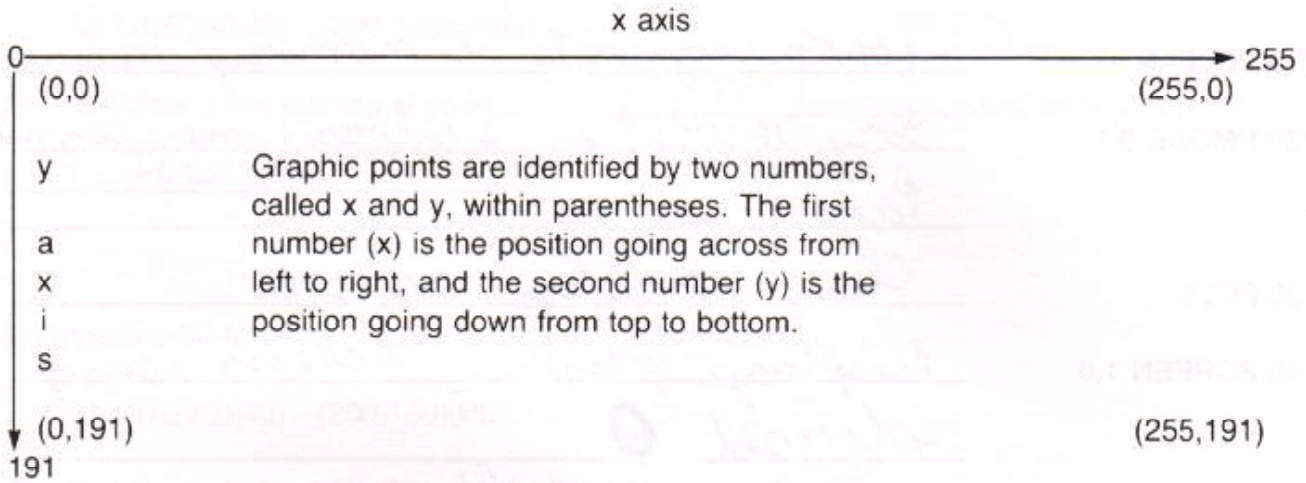 x axis
0 255
(0,0) (255,0)
y
a
x
i
s
Graphic points are identified by two numbers,
called x and y, within parentheses. The first
number (x) is the position going across from
left to right, and the second number (y) is the
position going down from top to bottom.
(0,191) (255,191)
191